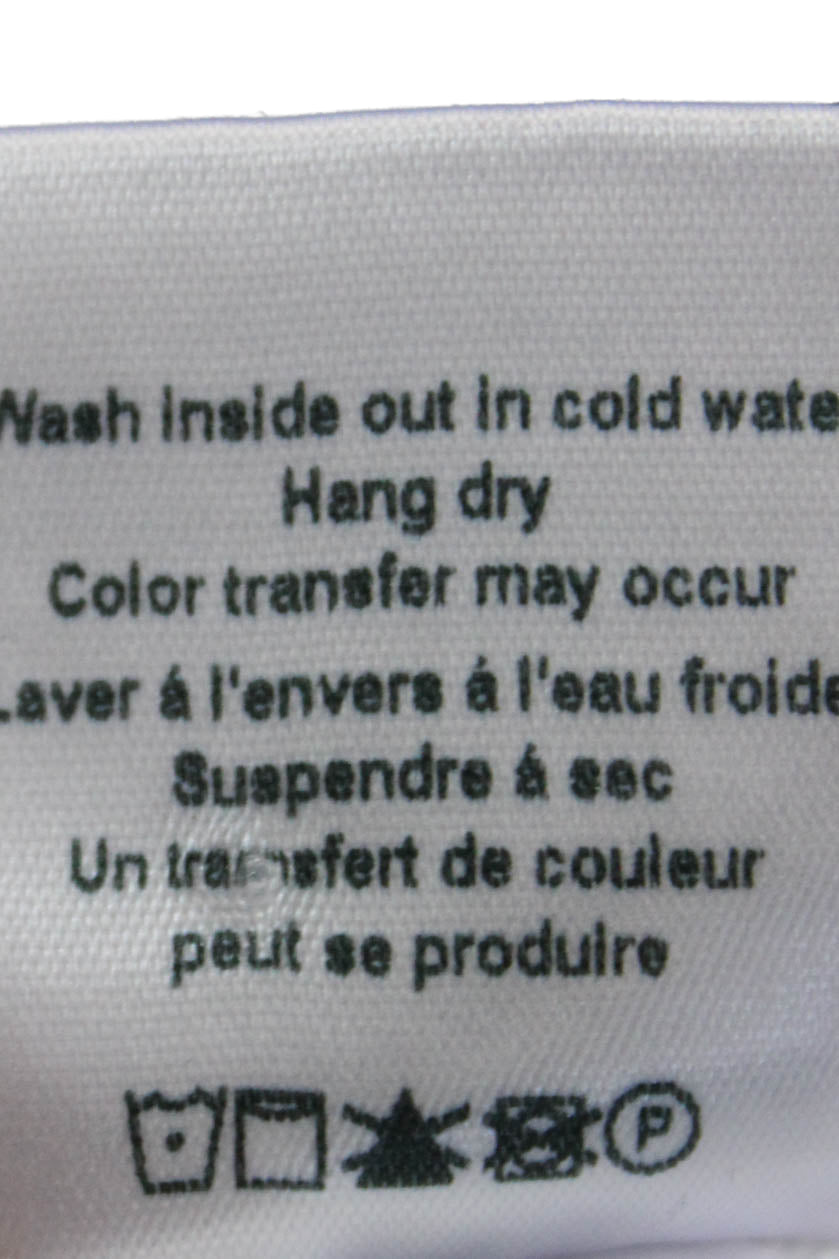 Wash inside out in cold wate
Hang dry
Color transfer may occur
Laver á l'envers á l'eau froide
Suspendre á sec
Un transfert de couleur
peut se produire
P